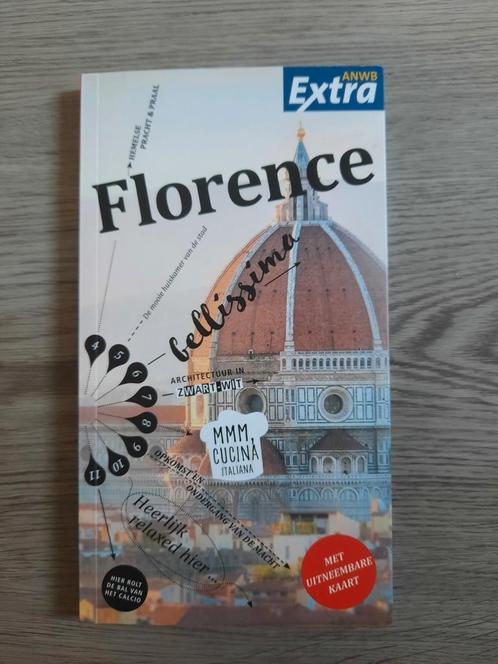 ANWB
Extra
HEMELSE
PRACHT & PRAAL
Florence
De mooie huiskamer van de stad
bellissima
ARCHITECTUUR IN
ZWART-WIT
4
5
6
7
8
9
10
11
MMM,
CUCINA
ITALIANA
OPKOMST EN
ONDERGANG VAN DE MACHT
Heerlijk
relaxed hier ...
HIER ROLT
DE BAL VAN
HET CALCIO
MET
UITNEEMBARE
KAART